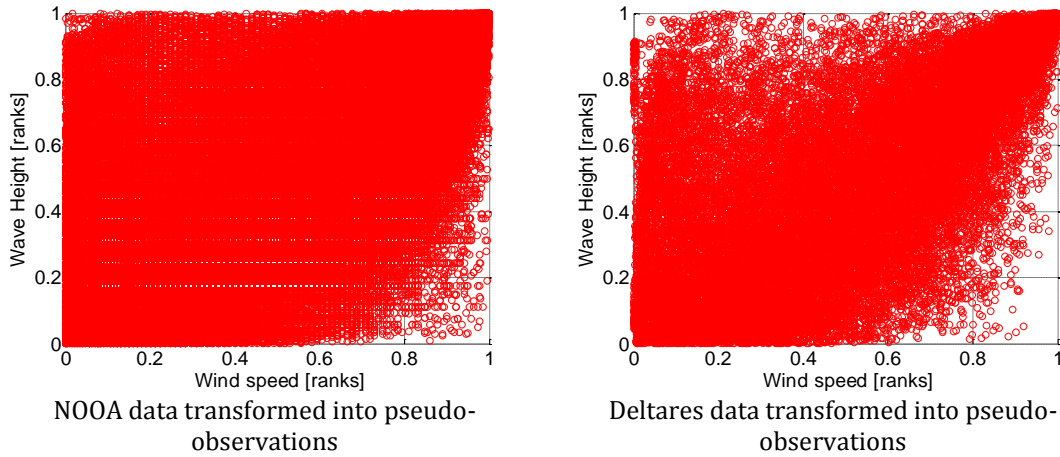 1
0.8
0.6
0.4
0.2
0
Wave Height [ranks]
0 0.2 0.4 0.6 0.8 1
Wind speed [ranks]
NOOA data transformed into pseudo-
observations
1
0.8
0.6
0.4
0.2
0
Wave Height [ranks]
0 0.2 0.4 0.6 0.8 1
Wind speed [ranks]
Deltares data transformed into pseudo-
observations